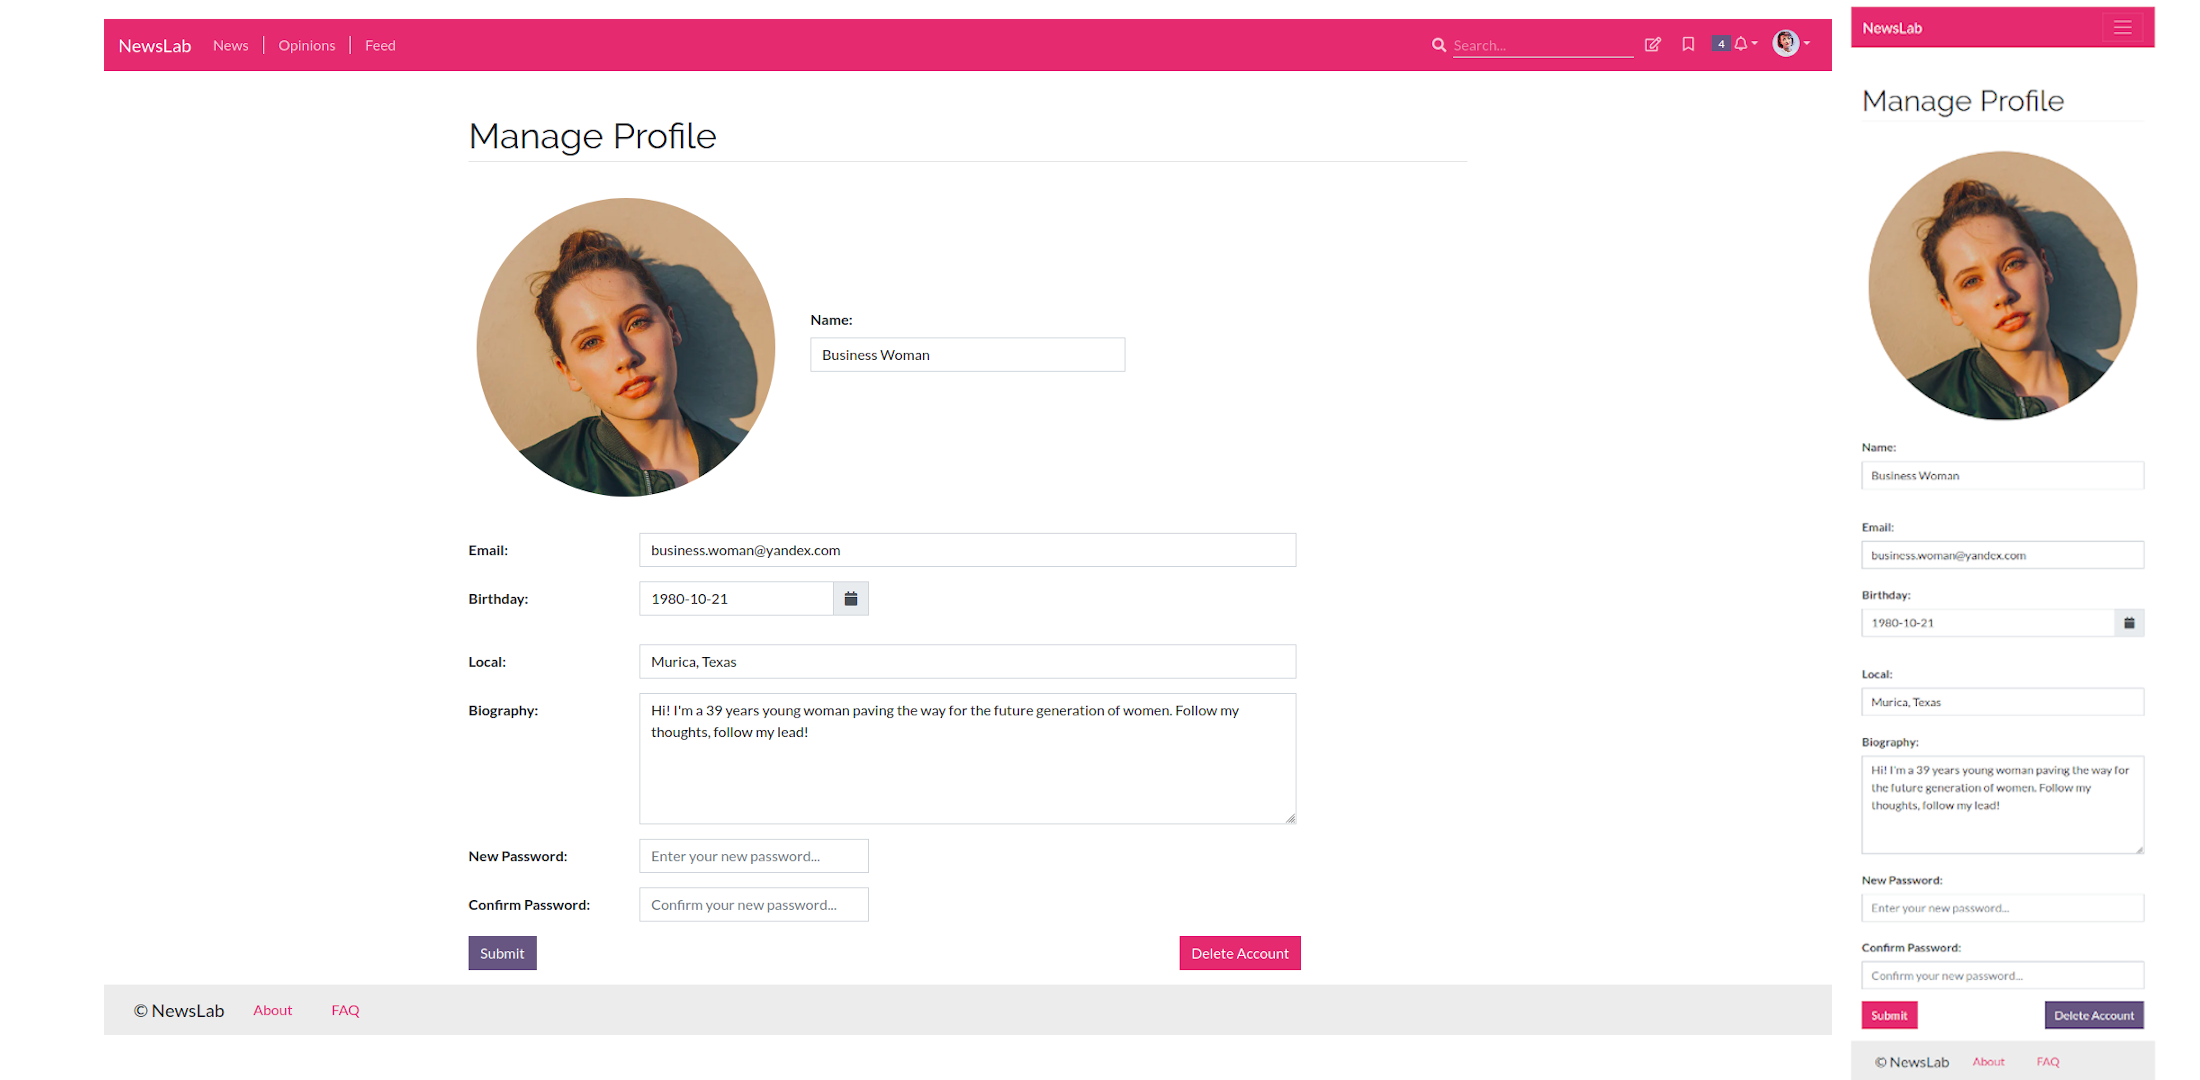 NewsLab News Opinions Feed Search... 4
Manage Profile
Name:
Business Woman
Email: business.woman@yandex.com
Birthday: 1980-10-21
Local: Murica, Texas
Biography: Hi! I'm a 39 years young woman paving the way for the future generation of women. Follow my
thoughts, follow my lead!
New Password: Enter your new password...
Confirm Password: Confirm your new password...
Submit Delete Account
© NewsLab About FAQ
NewsLab
Manage Profile
Name:
Business Woman
Email:
business.woman@yandex.com
Birthday:
1980-10-21
Local:
Murica, Texas
Biography:
Hi! I'm a 39 years young woman paving the way for
the future generation of women. Follow my
thoughts, follow my lead!
New Password:
Enter your new password...
Confirm Password:
Confirm your new password...
Submit Delete Account
© NewsLab About FAQ